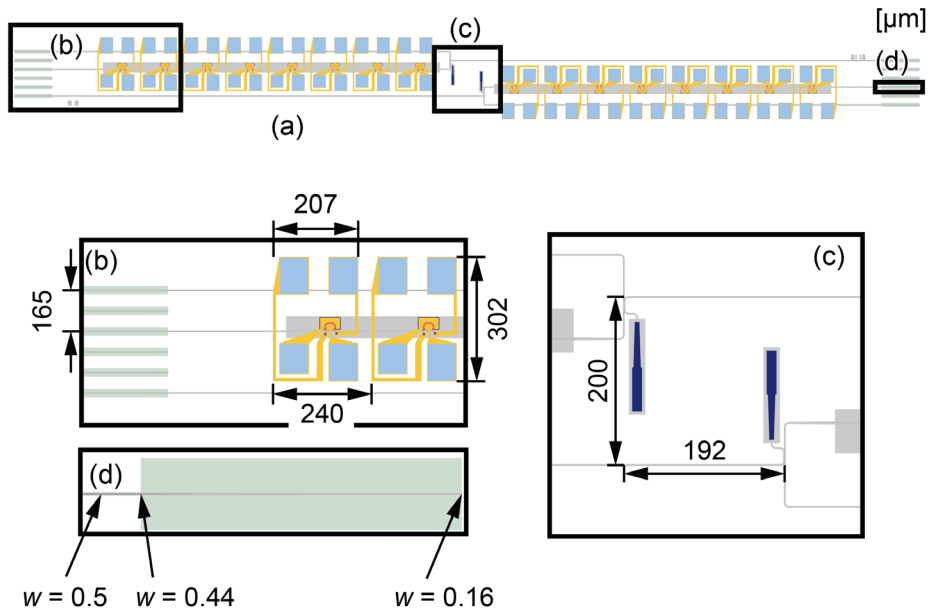 [µm]
(b)
(c)
(d)
(a)
207
(b)
165
302
240
(c)
200
192
(d)
w = 0.5
w = 0.44
w = 0.16